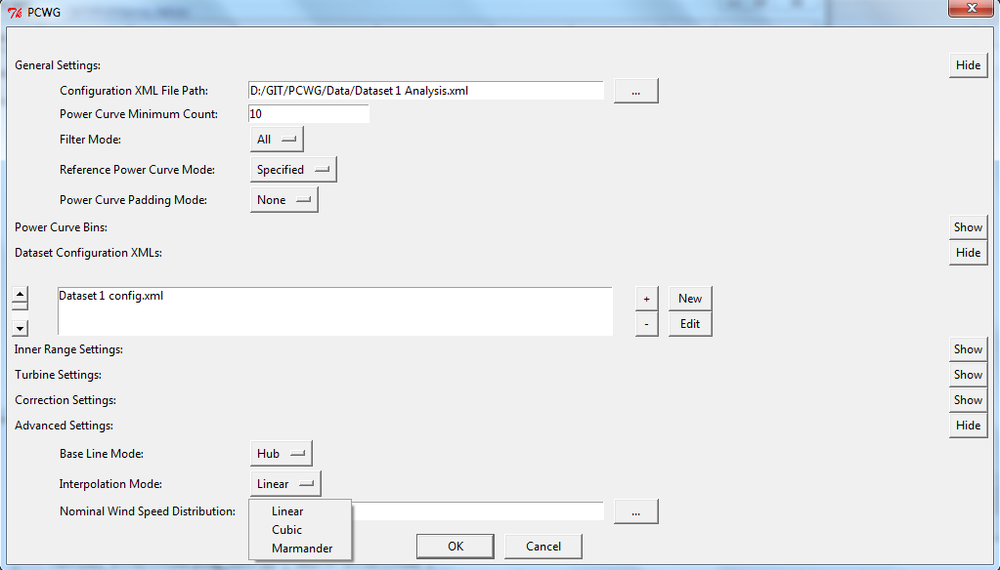 PCWG
General Settings: Hide
Configuration XML File Path: D:/GIT/PCWG/Data/Dataset 1 Analysis.xml ...
Power Curve Minimum Count: 10
Filter Mode: All
Reference Power Curve Mode: Specified
Power Curve Padding Mode: None
Power Curve Bins: Show
Dataset Configuration XMLs: Hide
Dataset 1 config.xml + New
- Edit
Inner Range Settings: Show
Turbine Settings: Show
Correction Settings: Show
Advanced Settings: Hide
Base Line Mode: Hub
Interpolation Mode: Linear
Nominal Wind Speed Distribution: ...
Linear
Cubic
Marmander
OK Cancel